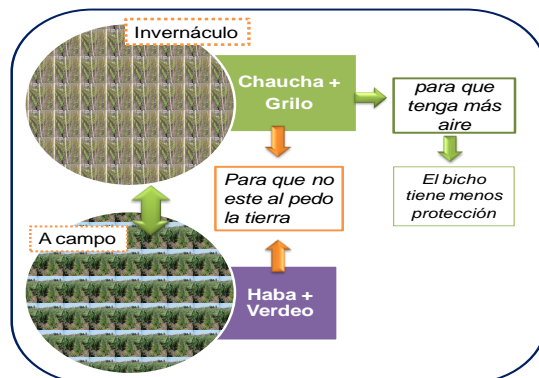 Invernáculo
Chaucha +
Grilo
para que
tenga más
aire
Para que no
este al pedo
la tierra
El bicho
tiene menos
protección
A campo
Haba +
Verdeo